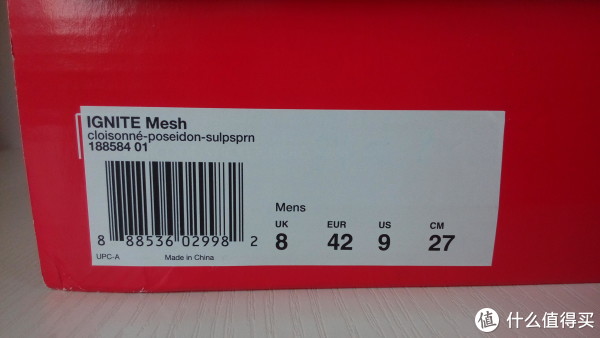 IGNITE Mesh
cloisonné-poseidon-sulpsprn
188584 01
8 88536 02998 2
UPC-A Made in China
Mens
UK EUR US CM
8 42 9 27
值 什么值得买